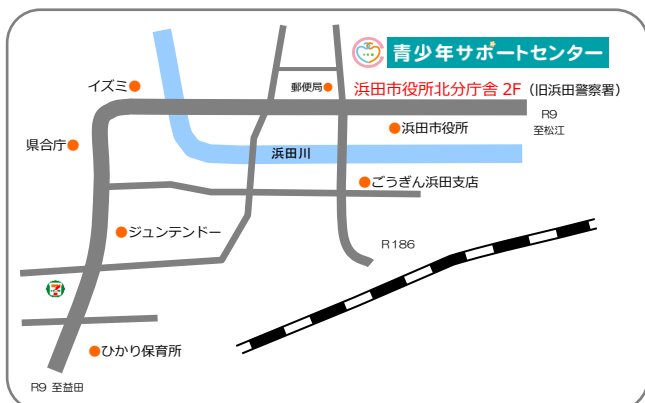 青少年サポートセンター
イズミ
郵便局
浜田市役所北分庁舎 2F (旧浜田警察署)
R9
至松江
浜田市役所
県合庁
浜田川
ごうぎん浜田支店
ジュンテンドー
R186
7
ひかり保育所
R9 至益田